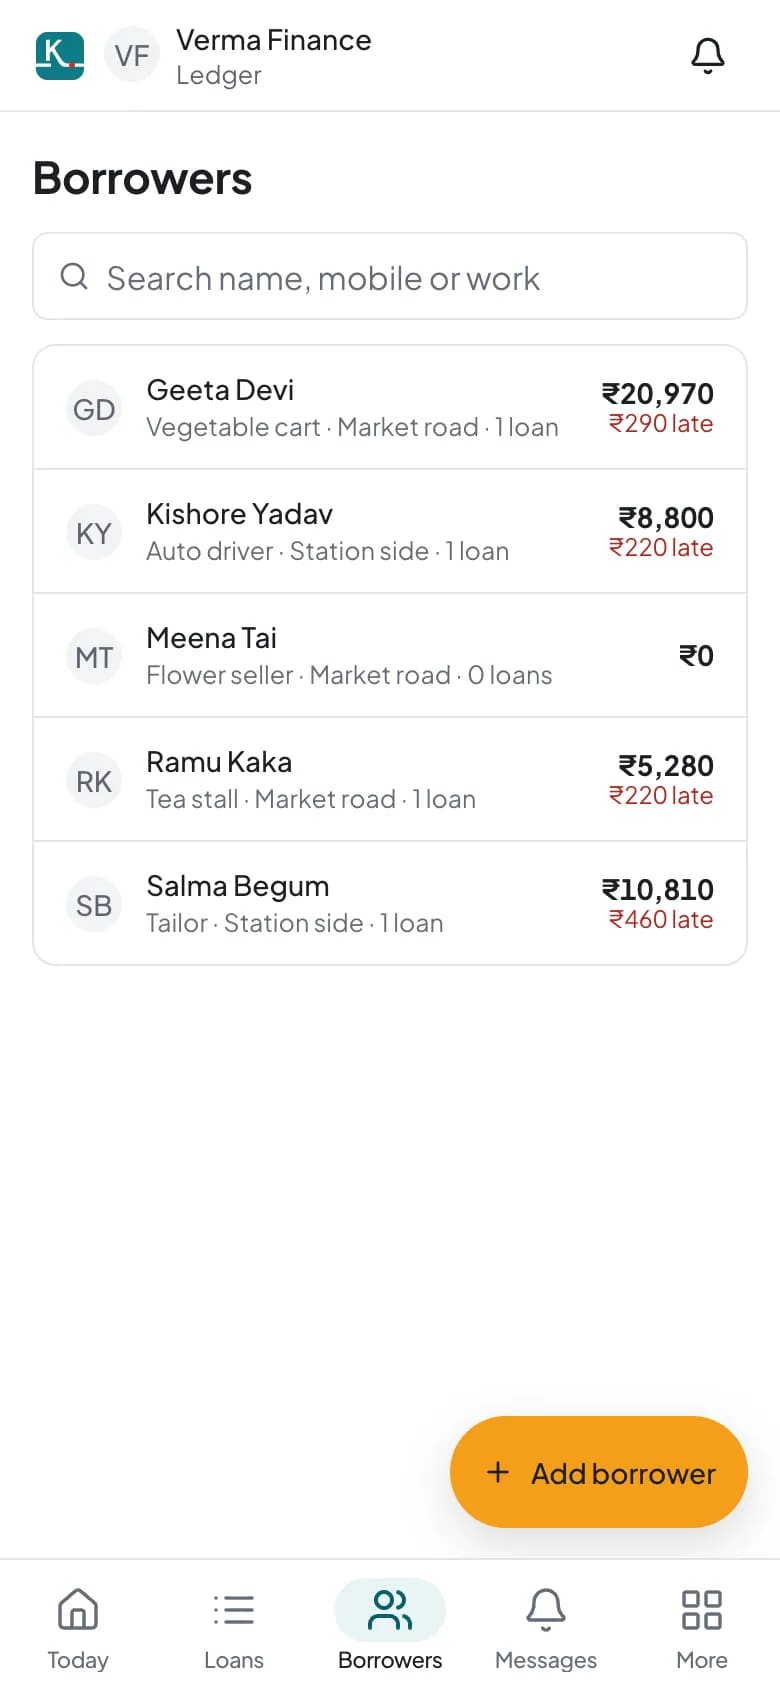 K.
VF
Verma Finance
Ledger
Borrowers
Search name, mobile or work
GD
Geeta Devi
₹20,970
Vegetable cart · Market road · 1 loan
₹290 late
KY
Kishore Yadav
₹8,800
Auto driver · Station side · 1 loan
₹220 late
MT
Meena Tai
₹0
Flower seller · Market road · 0 loans
RK
Ramu Kaka
₹5,280
Tea stall · Market road · 1 loan
₹220 late
SB
Salma Begum
₹10,810
Tailor · Station side · 1 loan
₹460 late
+ Add borrower
Today
Loans
Borrowers
Messages
More